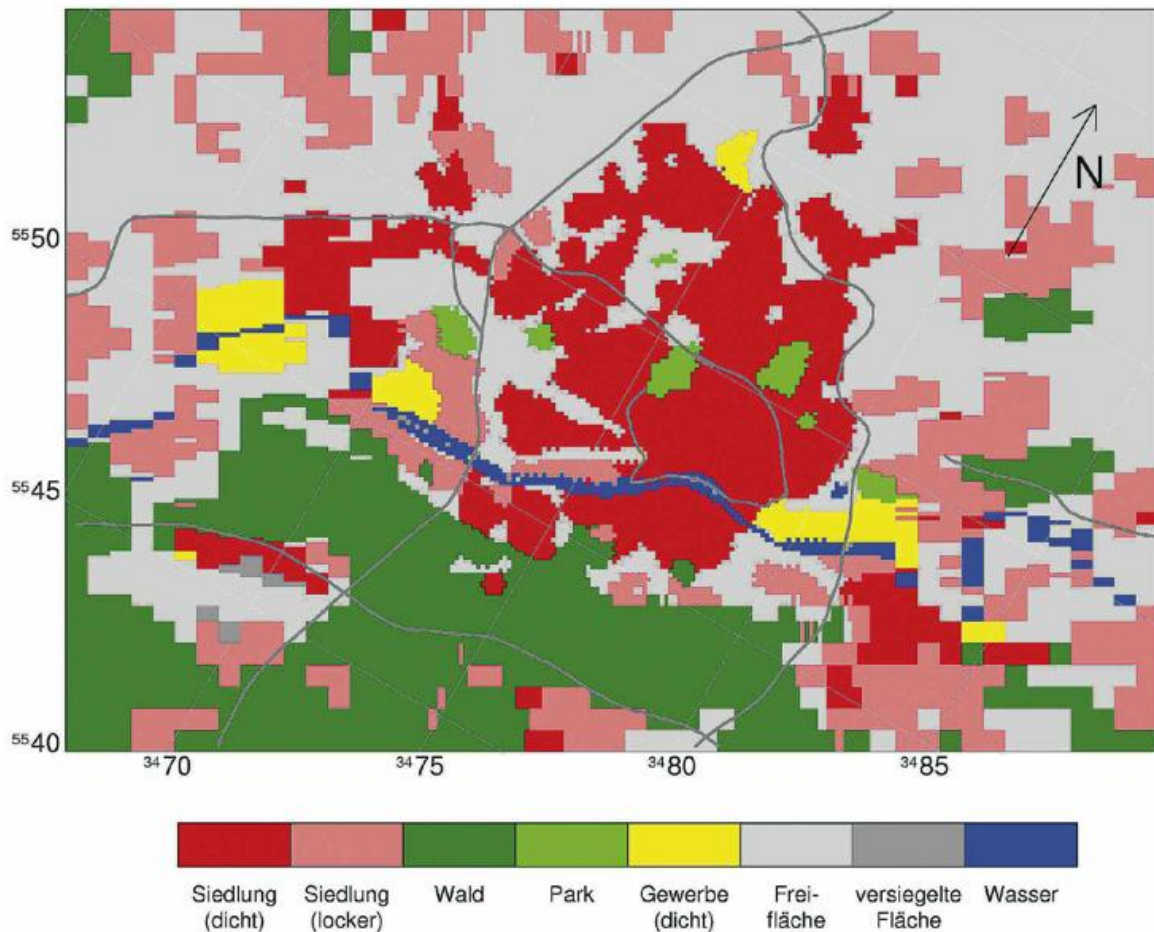 N
5550
5545
5540
3470 3475 3480 3485
Siedlung (dicht)
Siedlung (locker)
Wald
Park
Gewerbe (dicht)
Frei- fläche
versiegelte Fläche
Wasser